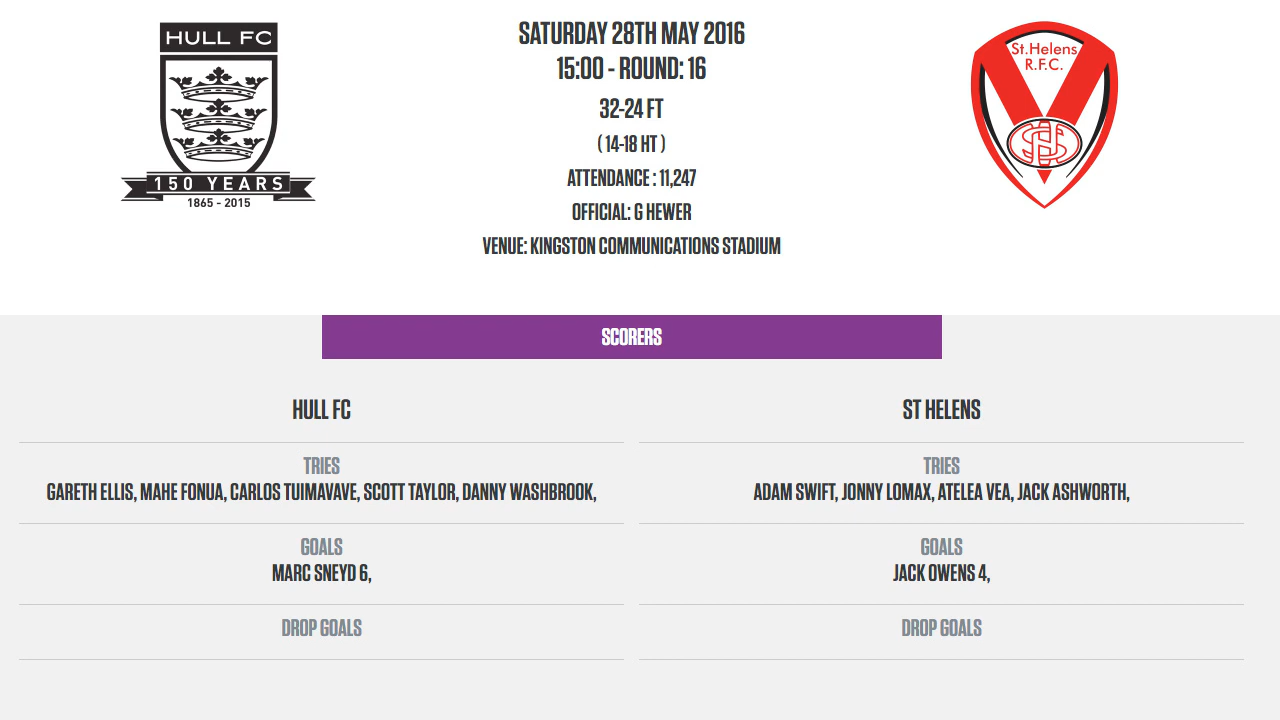 HULL FC
150 YEARS
1865 - 2015
SATURDAY 28TH MAY 2016
15:00 - ROUND: 16
32-24 FT
( 14-18 HT )
ATTENDANCE : 11,247
OFFICIAL: G HEWER
VENUE: KINGSTON COMMUNICATIONS STADIUM
St.Helens
R.F.C.
SCORERS
HULL FC
TRIES
GARETH ELLIS, MAHE FONUA, CARLOS TUIMAVAVE, SCOTT TAYLOR, DANNY WASHBROOK,
GOALS
MARC SNEYD 6,
DROP GOALS
ST HELENS
TRIES
ADAM SWIFT, JONNY LOMAX, ATELEA VEA, JACK ASHWORTH,
GOALS
JACK OWENS 4,
DROP GOALS